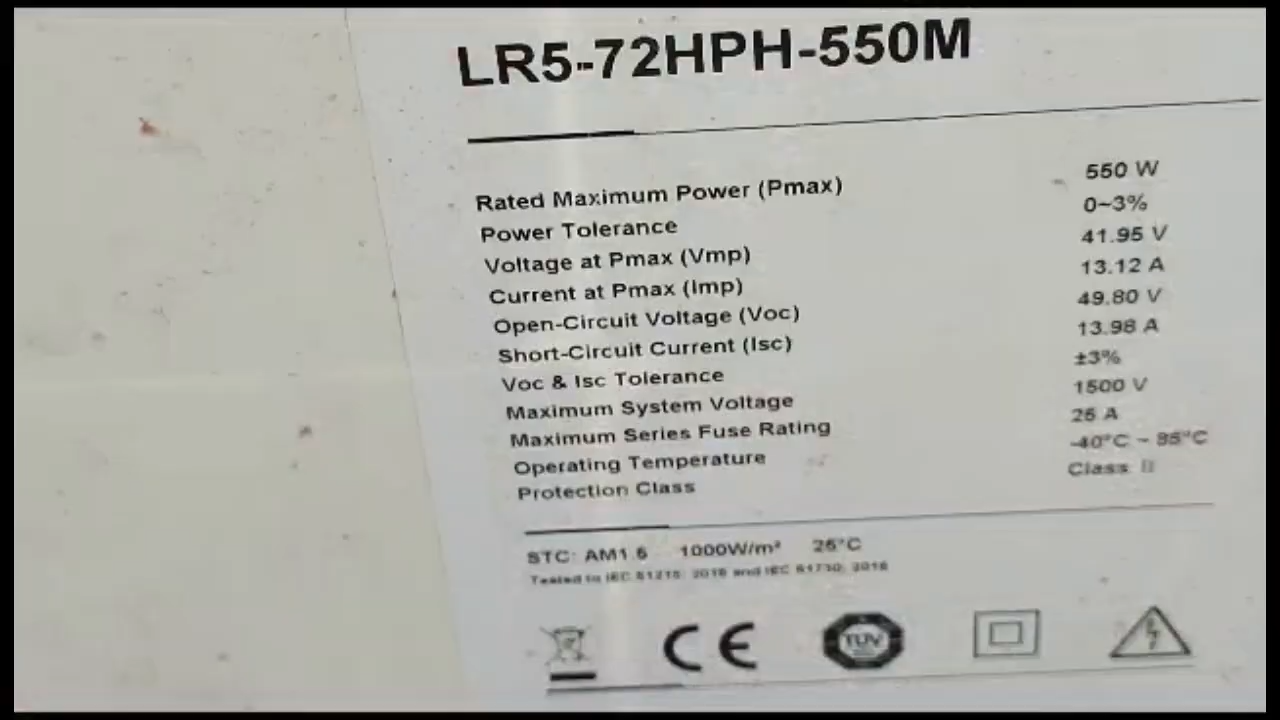 LR5-72HPH-550M
Rated Maximum Power (Pmax) 550 W
Power Tolerance 0~3%
Voltage at Pmax (Vmp) 41.95 V
Current at Pmax (Imp) 13.12 A
Open-Circuit Voltage (Voc) 49.80 V
Short-Circuit Current (Isc) 13.98 A
Voc & Isc Tolerance ±3%
Maximum System Voltage 1500 V
Maximum Series Fuse Rating 25 A
Operating Temperature -40°C ~ 85°C
Protection Class Class II
STC: AM1.5 1000W/m² 25°C
Tested to IEC 61215: 2016 and IEC 61730: 2016
CE
TÜV